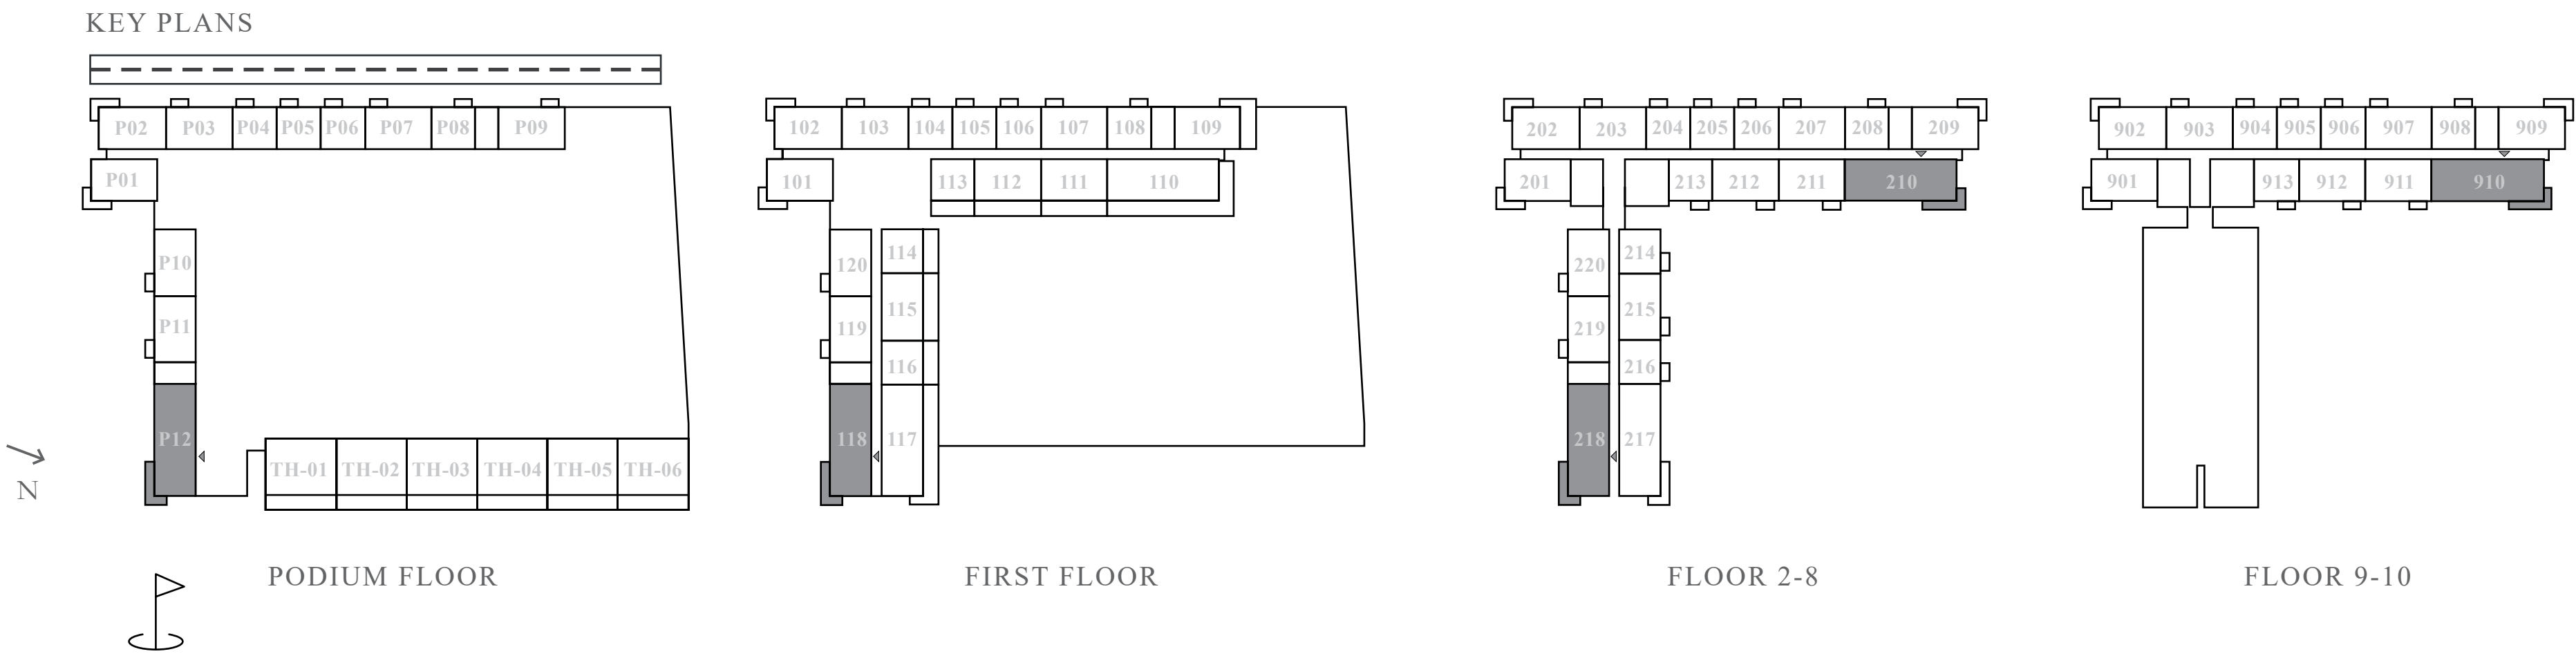 KEY PLANS
P02 P03 P04 P05 P06 P07 P08 P09
P01
P10
P11
P12
TH-01 TH-02 TH-03 TH-04 TH-05 TH-06
N
PODIUM FLOOR
102 103 104 105 106 107 108 109
101 113 112 111 110
120 114
119 115
116
118 117
FIRST FLOOR
202 203 204 205 206 207 208 209
201 213 212 211 210
220 214
219 215
216
218 217
FLOOR 2-8
902 903 904 905 906 907 908 909
901 913 912 911 910
FLOOR 9-10